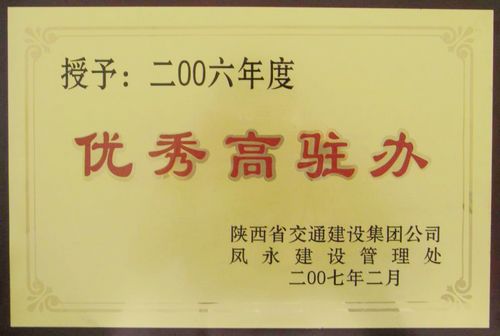 授予：二00六年度
优秀高驻办
陕西省交通建设集团公司
凤永建设管理处
二00七年二月